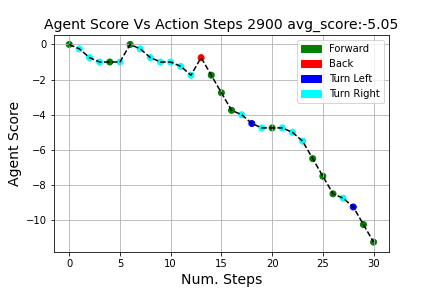 Agent Score Vs Action Steps 2900 avg_score:-5.05
0
−2
−4
−6
−8
−10
Agent Score
Forward
Back
Turn Left
Turn Right
0 5 10 15 20 25 30
Num. Steps